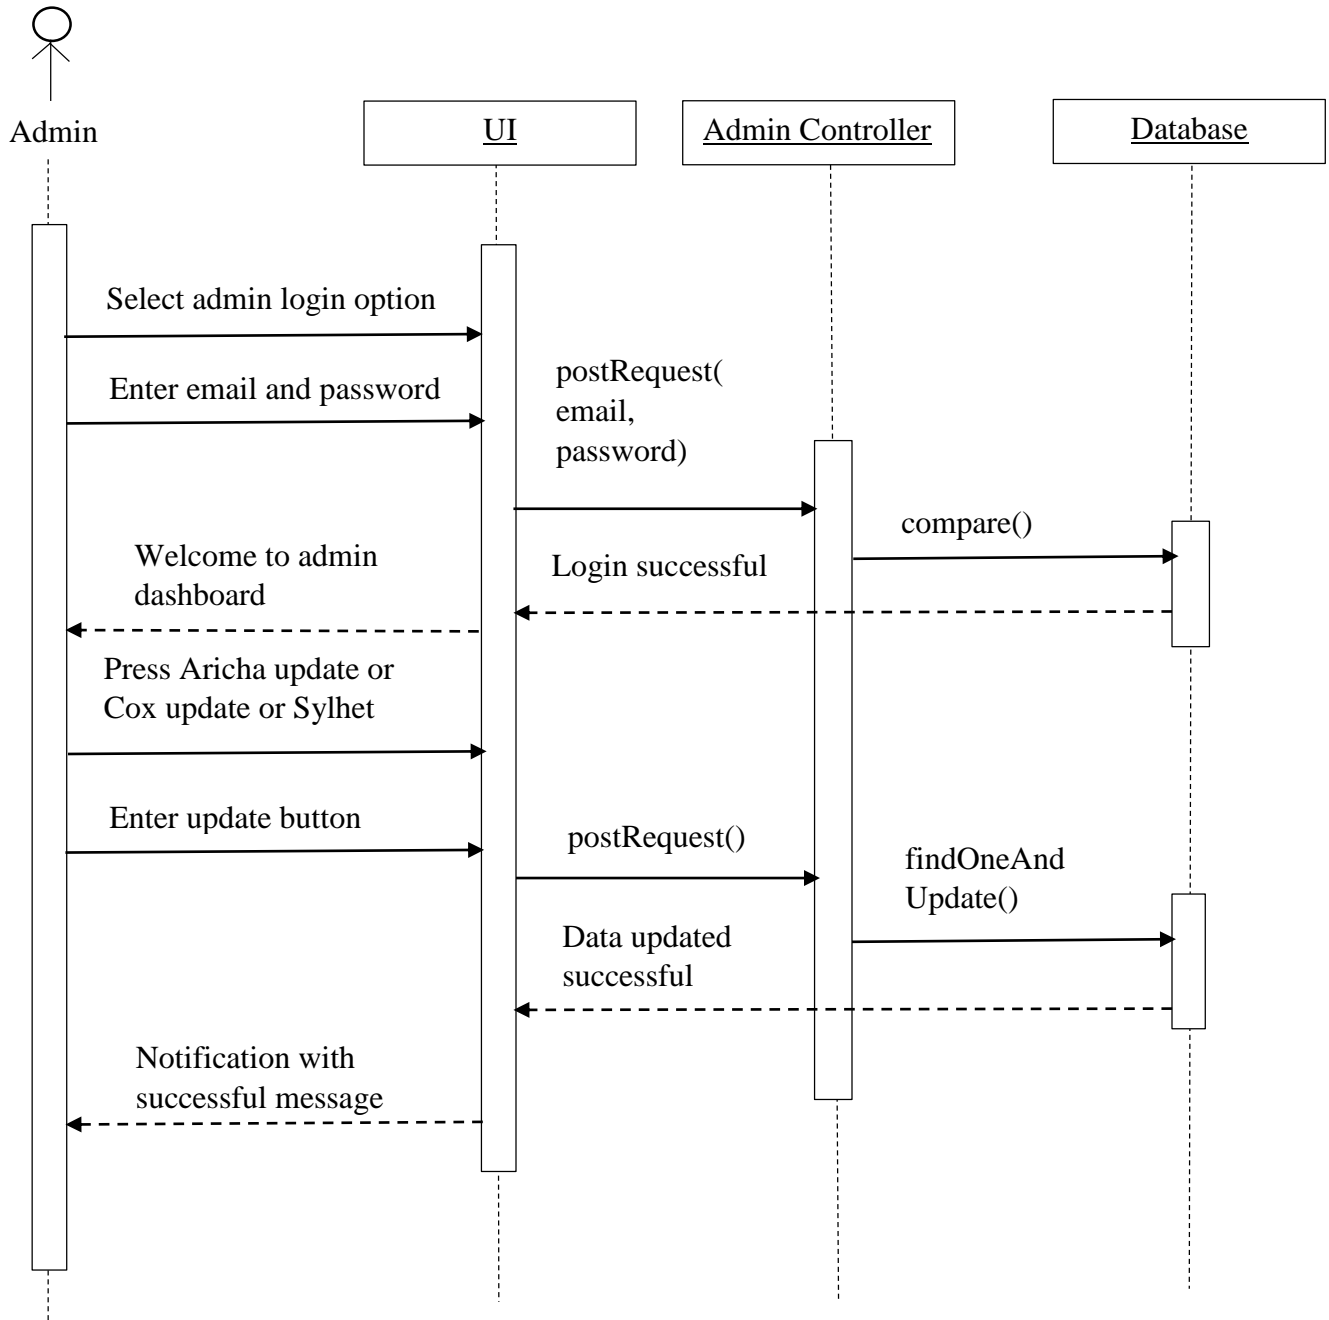 Admin
UI
Admin Controller
Database
Select admin login option
Enter email and password
postRequest(
email,
password)
compare()
Welcome to admin
dashboard
Login successful
Press Aricha update or
Cox update or Sylhet
Enter update button
postRequest()
findOneAnd
Update()
Data updated
successful
Notification with
successful message